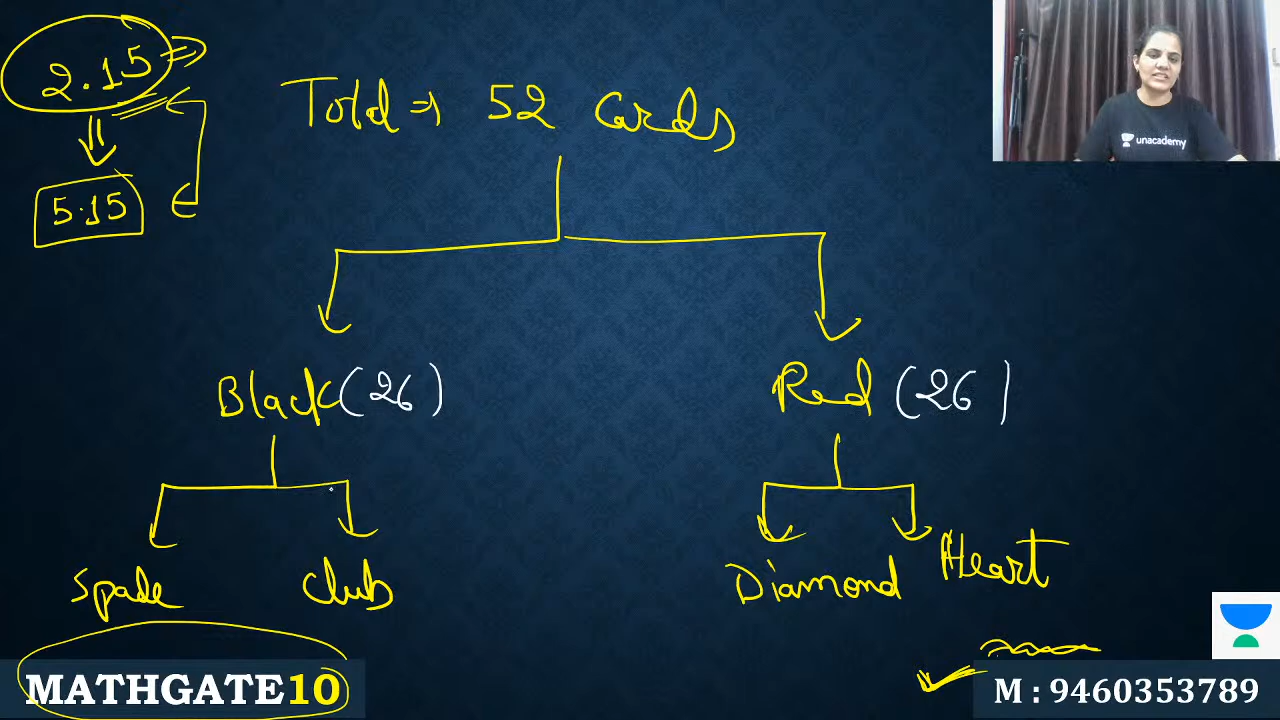 2.15
Total ⇒ 52 Cards
unacademy
5.15
Black (26)
Red (26)
Spade
Club
Diamond
Heart
MATHGATE10
M : 9460353789